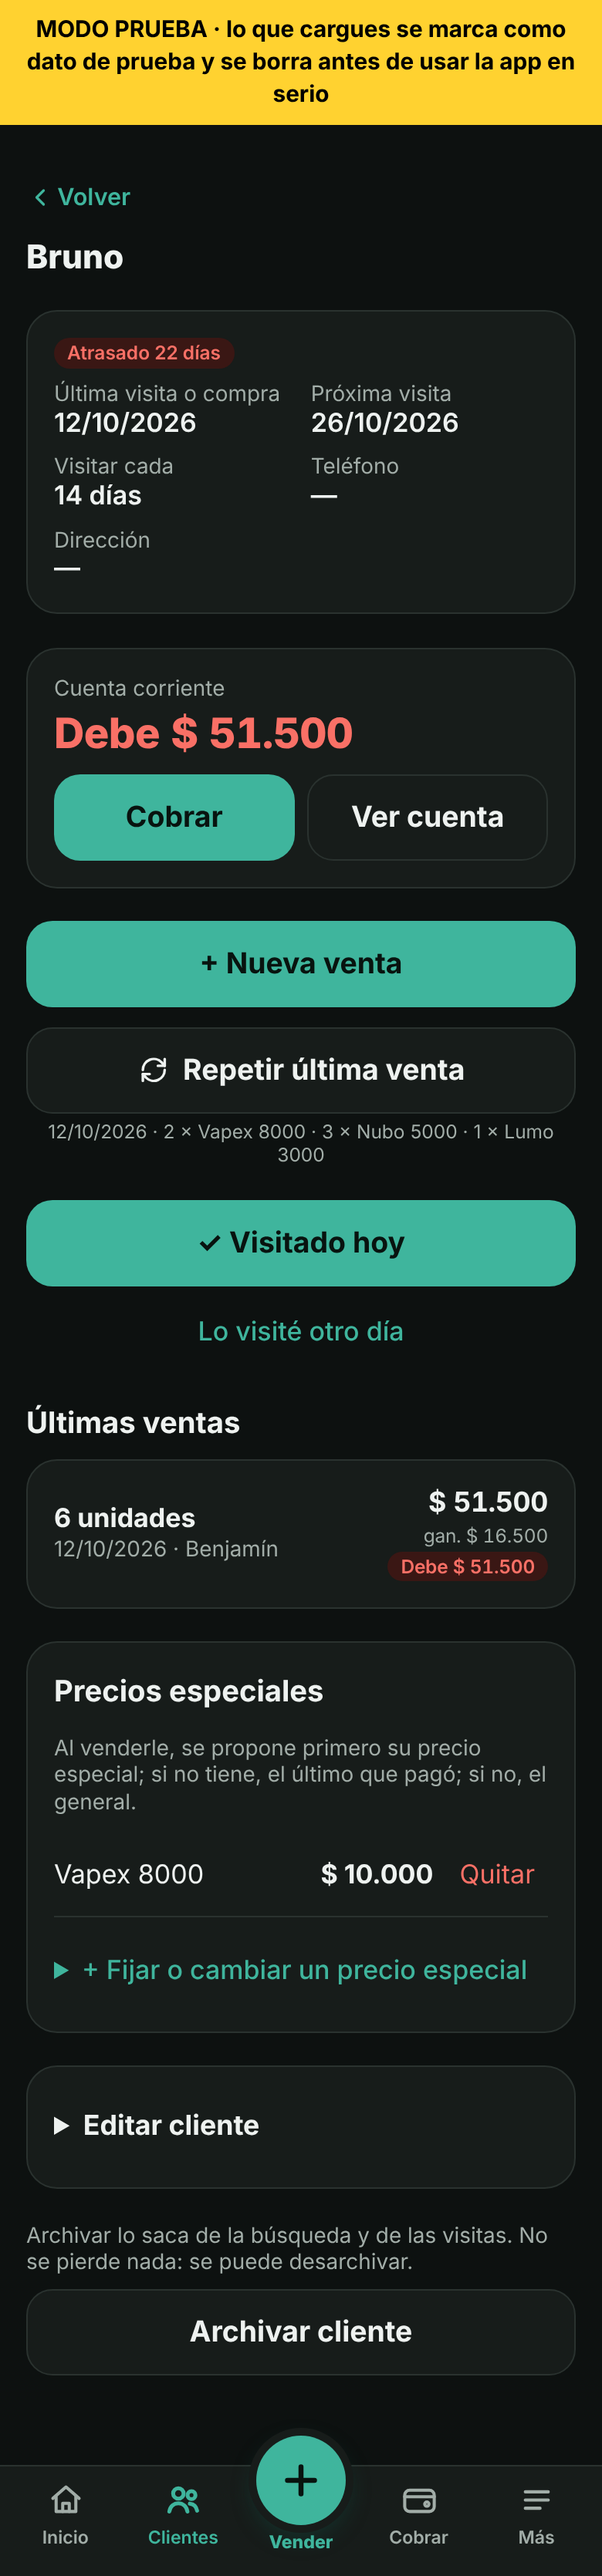 MODO PRUEBA · lo que cargues se marca como
dato de prueba y se borra antes de usar la app en
serio
Volver
Bruno
Atrasado 22 días
Última visita o compra
12/10/2026
Próxima visita
26/10/2026
Visitar cada
14 días
Teléfono
—
Dirección
—
Cuenta corriente
Debe $ 51.500
Cobrar
Ver cuenta
+ Nueva venta
Repetir última venta
12/10/2026 · 2 × Vapex 8000 · 3 × Nubo 5000 · 1 × Lumo
3000
✓ Visitado hoy
Lo visité otro día
Últimas ventas
6 unidades
12/10/2026 · Benjamín
$ 51.500
gan. $ 16.500
Debe $ 51.500
Precios especiales
Al venderle, se propone primero su precio
especial; si no tiene, el último que pagó; si no, el
general.
Vapex 8000 $ 10.000 Quitar
▶ + Fijar o cambiar un precio especial
▶ Editar cliente
Archivar lo saca de la búsqueda y de las visitas. No
se pierde nada: se puede desarchivar.
Archivar cliente
Inicio
Clientes
Vender
Cobrar
Más